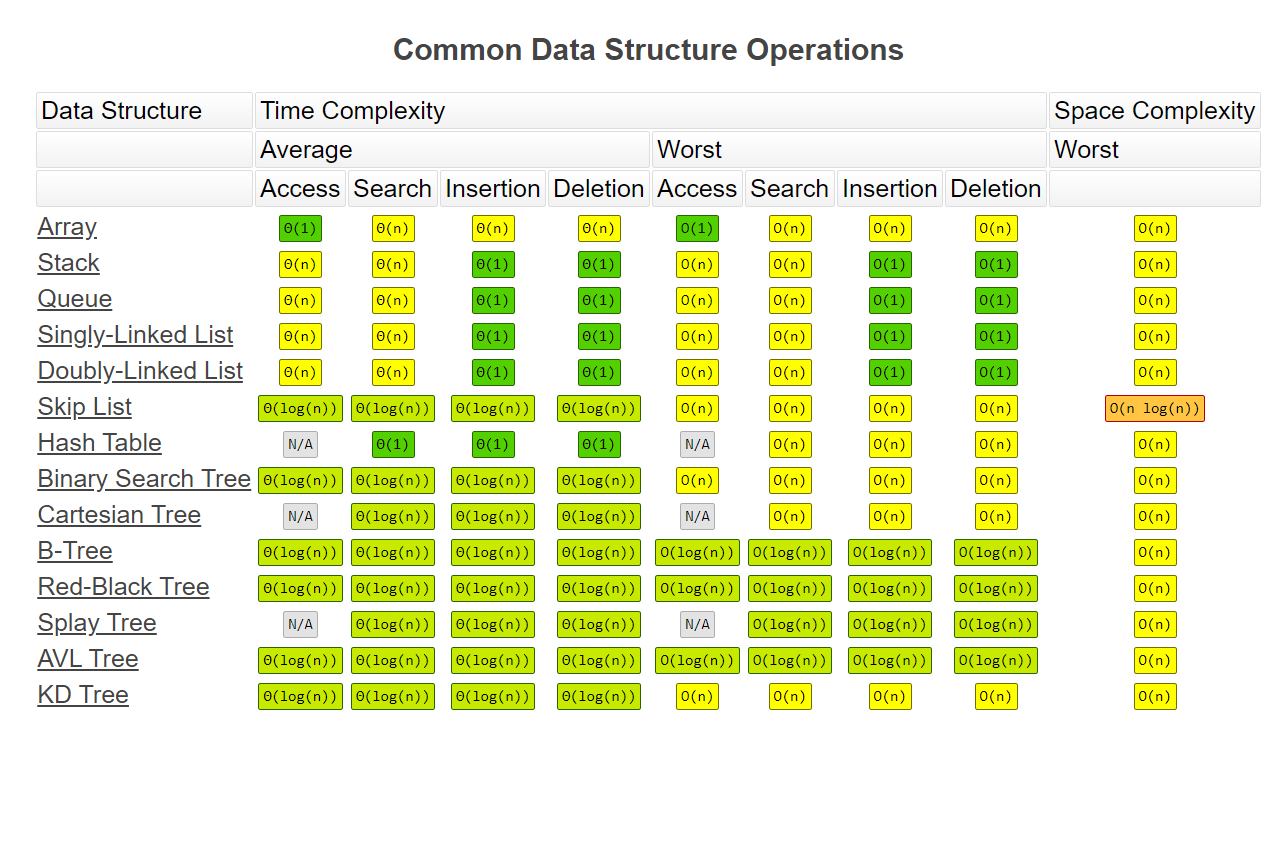 Common Data Structure Operations
Data Structure Time Complexity Space Complexity
Average Worst Worst
Access Search Insertion Deletion Access Search Insertion Deletion
Array Θ(1) Θ(n) Θ(n) Θ(n) O(1) O(n) O(n) O(n) O(n)
Stack Θ(n) Θ(n) Θ(1) Θ(1) O(n) O(n) O(1) O(1) O(n)
Queue Θ(n) Θ(n) Θ(1) Θ(1) O(n) O(n) O(1) O(1) O(n)
Singly-Linked List Θ(n) Θ(n) Θ(1) Θ(1) O(n) O(n) O(1) O(1) O(n)
Doubly-Linked List Θ(n) Θ(n) Θ(1) Θ(1) O(n) O(n) O(1) O(1) O(n)
Skip List Θ(log(n)) Θ(log(n)) Θ(log(n)) Θ(log(n)) O(n) O(n) O(n) O(n) O(n log(n))
Hash Table N/A Θ(1) Θ(1) Θ(1) N/A O(n) O(n) O(n) O(n)
Binary Search Tree Θ(log(n)) Θ(log(n)) Θ(log(n)) Θ(log(n)) O(n) O(n) O(n) O(n) O(n)
Cartesian Tree N/A Θ(log(n)) Θ(log(n)) Θ(log(n)) N/A O(n) O(n) O(n) O(n)
B-Tree Θ(log(n)) Θ(log(n)) Θ(log(n)) Θ(log(n)) O(log(n)) O(log(n)) O(log(n)) O(log(n)) O(n)
Red-Black Tree Θ(log(n)) Θ(log(n)) Θ(log(n)) Θ(log(n)) O(log(n)) O(log(n)) O(log(n)) O(log(n)) O(n)
Splay Tree N/A Θ(log(n)) Θ(log(n)) Θ(log(n)) N/A O(log(n)) O(log(n)) O(log(n)) O(n)
AVL Tree Θ(log(n)) Θ(log(n)) Θ(log(n)) Θ(log(n)) O(log(n)) O(log(n)) O(log(n)) O(log(n)) O(n)
KD Tree Θ(log(n)) Θ(log(n)) Θ(log(n)) Θ(log(n)) O(n) O(n) O(n) O(n) O(n)